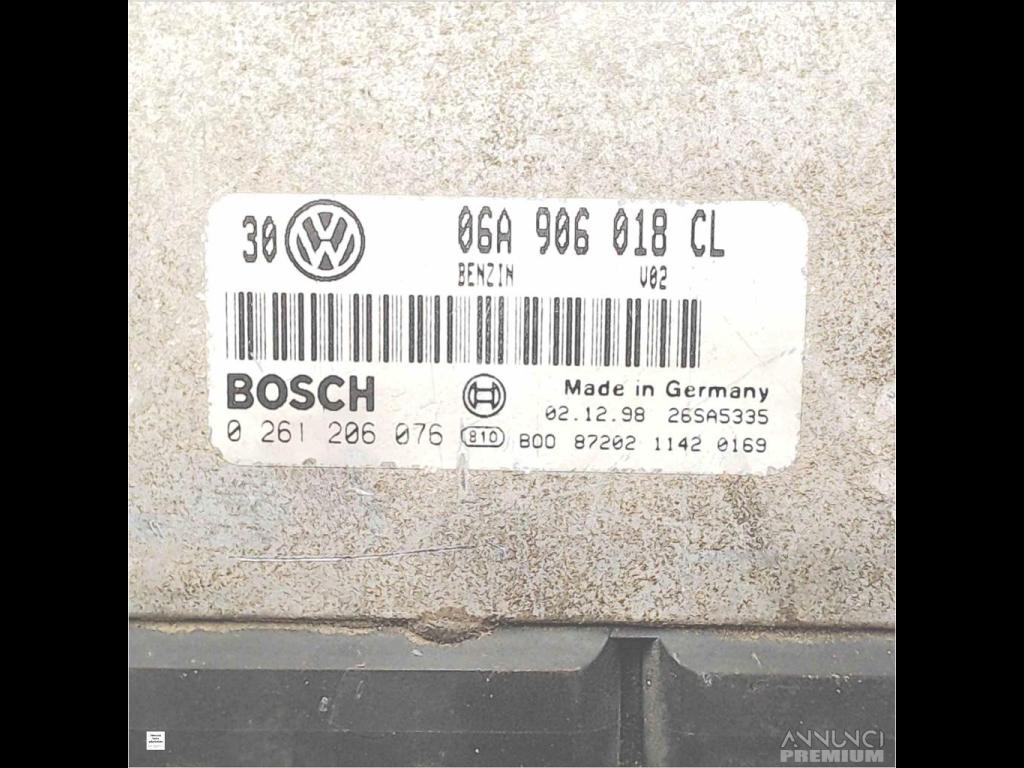 30 VW 06A 906 018 CL
BENZIN V02
BOSCH Made in Germany
02.12.98 26SA5335
0 261 206 076 810 B00 87202 1142 0169
ANNUNCI
PREMIUM